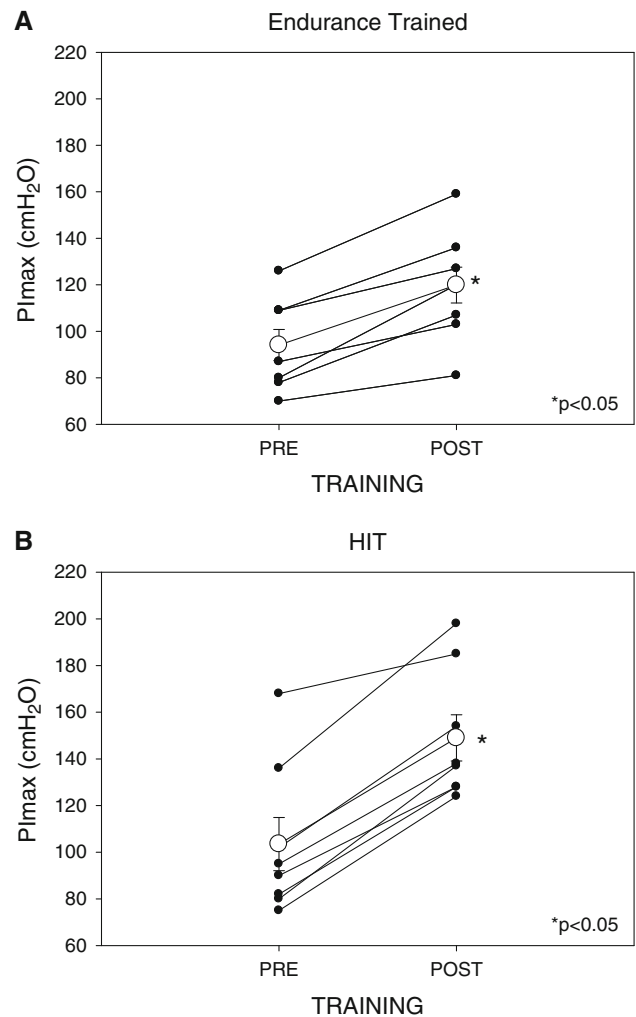 A
Endurance Trained
PImax (cmH₂O)
220
200
180
160
140
120
100
80
60
*
*p<0.05
PRE
POST
TRAINING
B
HIT
PImax (cmH₂O)
220
200
180
160
140
120
100
80
60
*
*p<0.05
PRE
POST
TRAINING